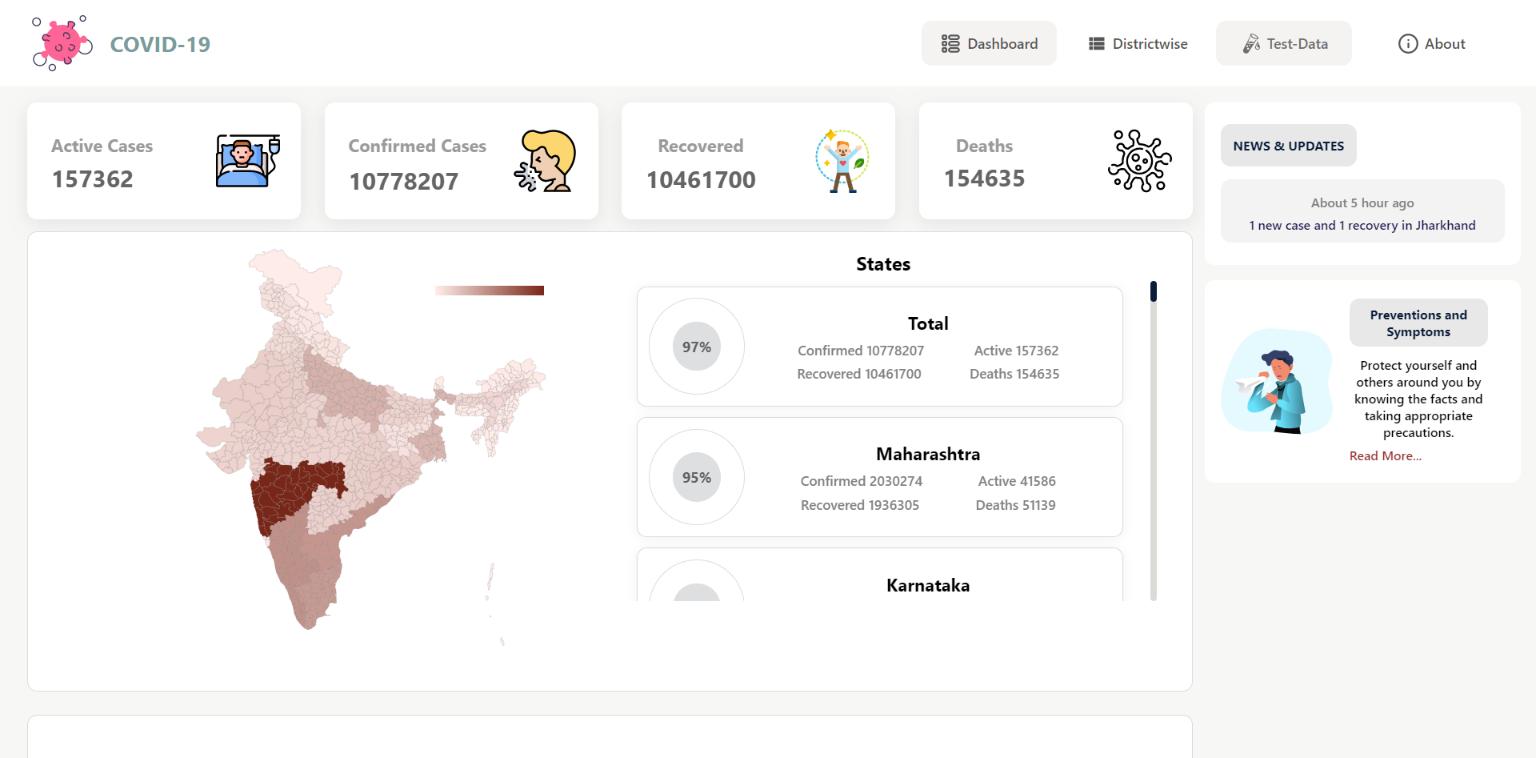 COVID-19
Dashboard
Districtwise
Test-Data
About
Active Cases
157362
Confirmed Cases
10778207
Recovered
10461700
Deaths
154635
NEWS & UPDATES
About 5 hour ago
1 new case and 1 recovery in Jharkhand
States
Total
97%
Confirmed 10778207 Active 157362
Recovered 10461700 Deaths 154635
Maharashtra
95%
Confirmed 2030274 Active 41586
Recovered 1936305 Deaths 51139
Karnataka
Preventions and
Symptoms
Protect yourself and
others around you by
knowing the facts and
taking appropriate
precautions.
Read More...